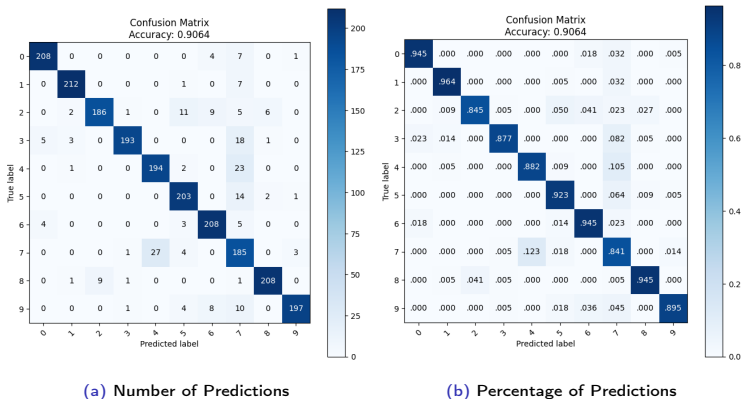 Confusion Matrix
Accuracy: 0.9064
True label
0 208 0 0 0 0 0 4 7 0 1
1 0 212 0 0 0 1 0 7 0 0
2 0 2 186 1 0 11 9 5 6 0
3 5 3 0 193 0 0 0 18 1 0
4 0 1 0 0 194 2 0 23 0 0
5 0 0 0 0 0 203 0 14 2 1
6 4 0 0 0 0 3 208 5 0 0
7 0 0 0 1 27 4 0 185 0 3
8 0 1 9 1 0 0 0 1 208 0
9 0 0 0 1 0 4 8 10 0 197
0 1 2 3 4 5 6 7 8 9
Predicted label
200
175
150
125
100
75
50
25
0
(a) Number of Predictions
Confusion Matrix
Accuracy: 0.9064
True label
0 .945 .000 .000 .000 .000 .000 .018 .032 .000 .005
1 .000 .964 .000 .000 .000 .005 .000 .032 .000 .000
2 .000 .009 .845 .005 .000 .050 .041 .023 .027 .000
3 .023 .014 .000 .877 .000 .000 .000 .082 .005 .000
4 .000 .005 .000 .000 .882 .009 .000 .105 .000 .000
5 .000 .000 .000 .000 .000 .923 .000 .064 .009 .005
6 .018 .000 .000 .000 .000 .014 .945 .023 .000 .000
7 .000 .000 .000 .005 .123 .018 .000 .841 .000 .014
8 .000 .005 .041 .005 .000 .000 .000 .005 .945 .000
9 .000 .000 .000 .005 .000 .018 .036 .045 .000 .895
0 1 2 3 4 5 6 7 8 9
Predicted label
0.8
0.6
0.4
0.2
0.0
(b) Percentage of Predictions